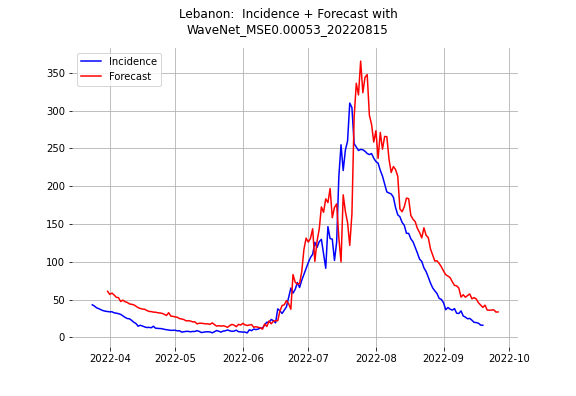 Lebanon:  Incidence + Forecast with
WaveNet_MSE0.00053_20220815
Incidence
Forecast
350
300
250
200
150
100
50
0
2022-04 2022-05 2022-06 2022-07 2022-08 2022-09 2022-10